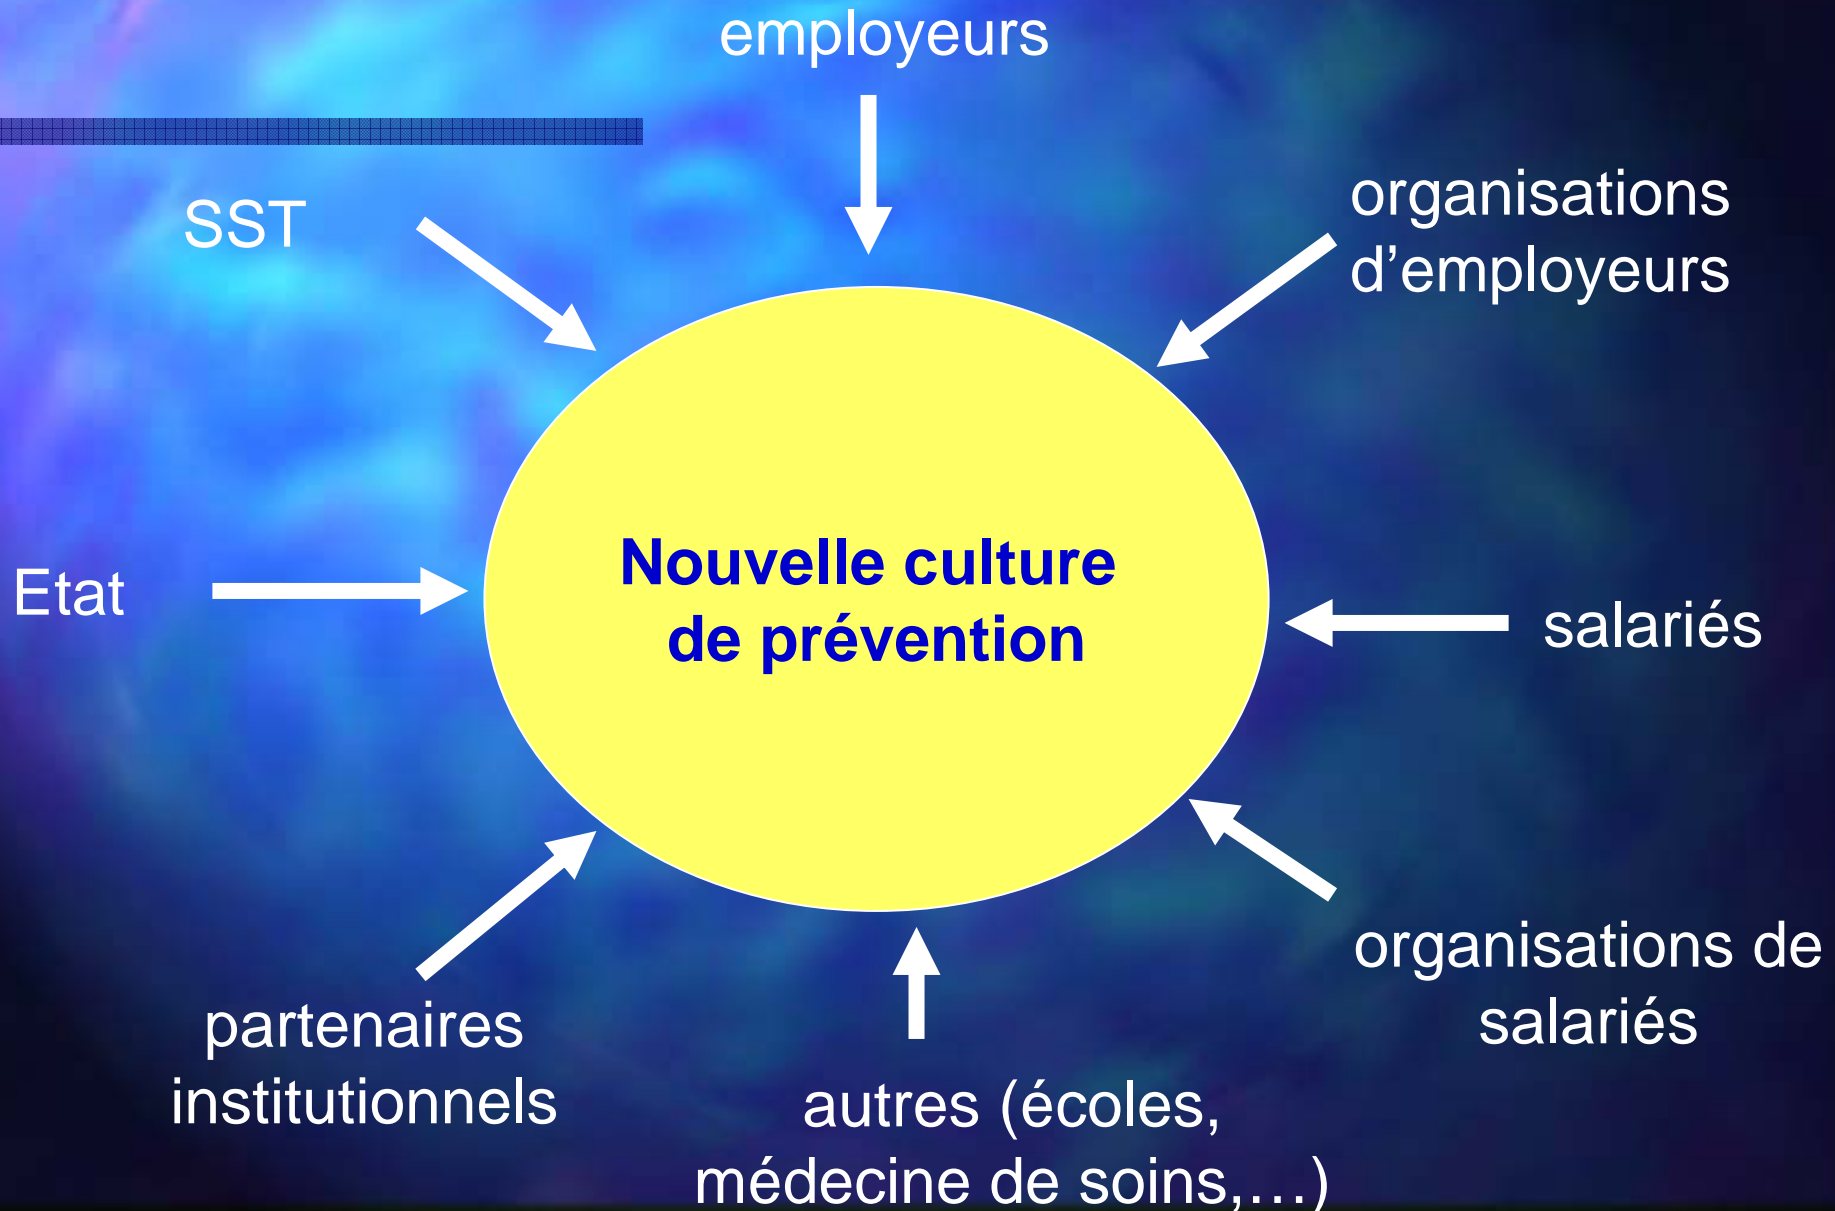 employeurs
SST
organisations
d’employeurs
Nouvelle culture
de prévention
Etat
salariés
organisations de
salariés
partenaires
institutionnels
autres (écoles,
médecine de soins,…)